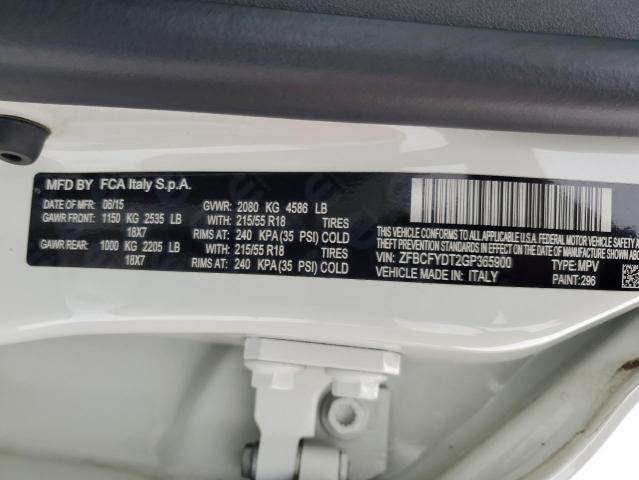 MFD BY FCA Italy S.p.A.
DATE OF MFR: 06/15 GVWR: 2080 KG 4586 LB
GAWR FRONT: 1150 KG 2535 LB WITH: 215/55 R18 TIRES
18X7 RIMS AT: 240 KPA (35 PSI) COLD
GAWR REAR: 1000 KG 2205 LB WITH: 215/55 R18 TIRES
18X7 RIMS AT: 240 KPA (35 PSI) COLD
THIS VEHICLE CONFORMS TO ALL APPLICABLE U.S.A. FEDERAL MOTOR VEHICLE SAFETY
THEFT PREVENTION STANDARDS IN EFFECT ON THE DATE OF MANUFACTURE SHOWN ABO
VEHICLE ID. NO.: ZFBCFYDT2GP365900 TYPE: MPV
VEHICLE MADE IN: ITALY PAINT: 296